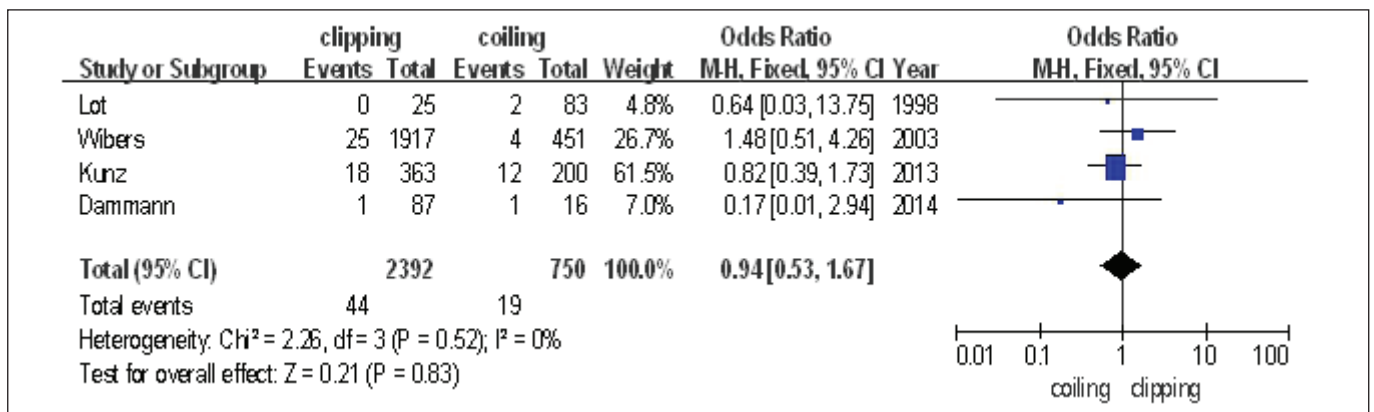 clipping coiling Odds Ratio Odds Ratio
Study or Subgroup Events Total Events Total Weight M-H, Fixed, 95% CI Year M-H, Fixed, 95% CI
Lot 0 25 2 83 4.8% 0.64 [0.03, 13.75] 1998
Wibers 25 1917 4 451 26.7% 1.48 [0.51, 4.26] 2003
Kunz 18 363 12 200 61.5% 0.82 [0.39, 1.73] 2013
Dammann 1 87 1 16 7.0% 0.17 [0.01, 2.94] 2014
Total (95% CI) 2392 750 100.0% 0.94 [0.53, 1.67]
Total events 44 19
Heterogeneity: Chi² = 2.26, df = 3 (P = 0.52); I² = 0%
Test for overall effect: Z = 0.21 (P = 0.83)
0.01 0.1 1 10 100
coiling clipping